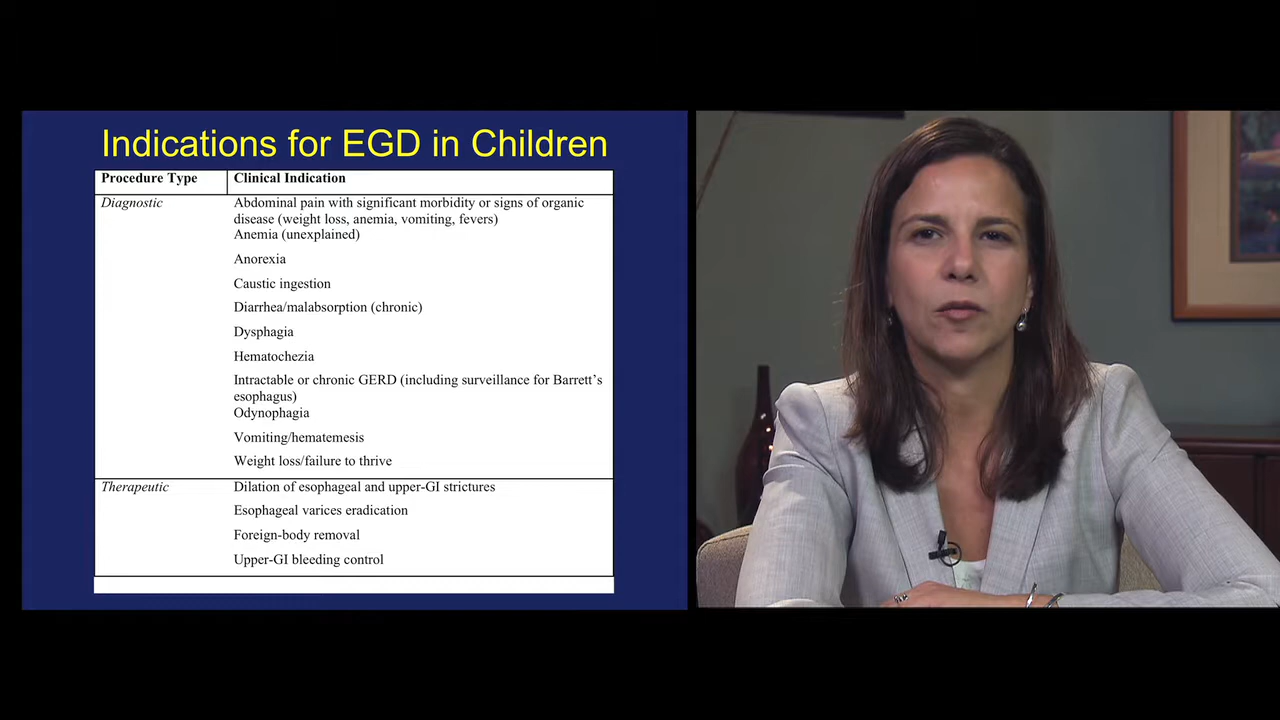 Indications for EGD in Children
Procedure Type Clinical Indication
Diagnostic Abdominal pain with significant morbidity or signs of organic
disease (weight loss, anemia, vomiting, fevers)
Anemia (unexplained)
Anorexia
Caustic ingestion
Diarrhea/malabsorption (chronic)
Dysphagia
Hematochezia
Intractable or chronic GERD (including surveillance for Barrett’s
esophagus)
Odynophagia
Vomiting/hematemesis
Weight loss/failure to thrive
Therapeutic Dilation of esophageal and upper-GI strictures
Esophageal varices eradication
Foreign-body removal
Upper-GI bleeding control